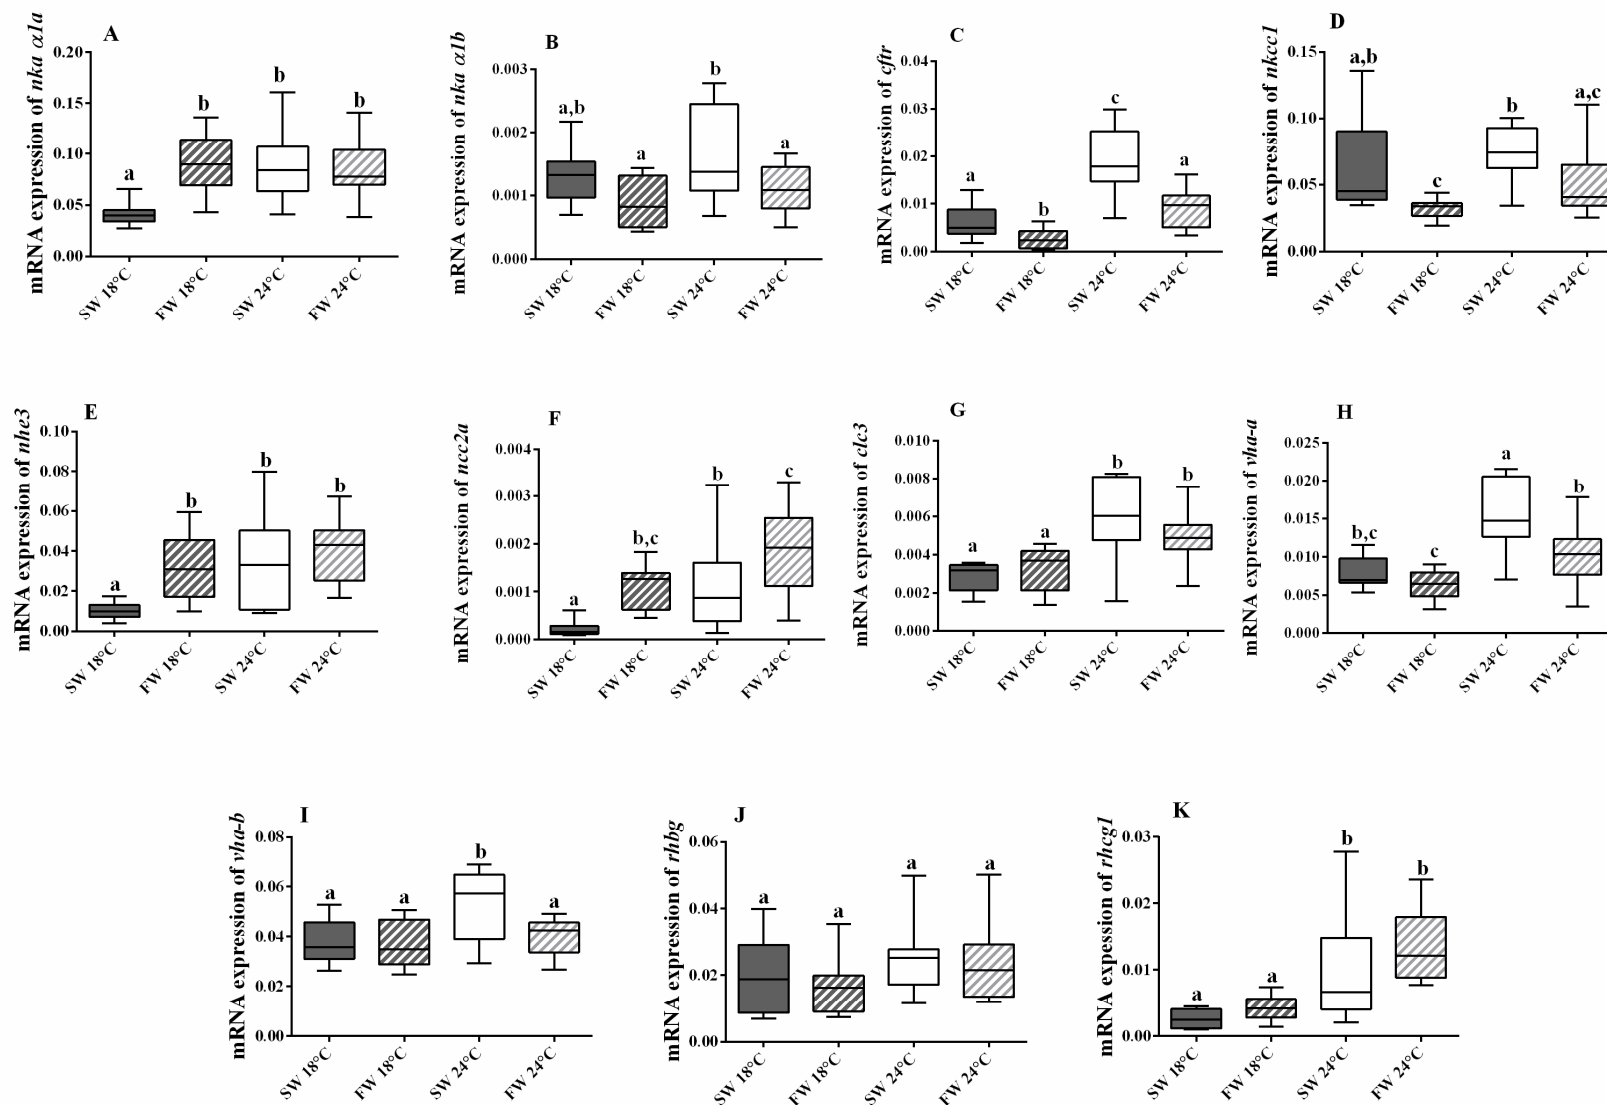 A
mRNA expression of nka α1a
0.20
0.15
0.10
0.05
0.00
a
b
b
b
SW 18°C
FW 18°C
SW 24°C
FW 24°C
B
mRNA expression of nka α1b
0.003
0.002
0.001
0.000
a,b
a
b
a
SW 18°C
FW 18°C
SW 24°C
FW 24°C
C
mRNA expression of cftr
0.04
0.03
0.02
0.01
0.00
a
b
c
a
SW 18°C
FW 18°C
SW 24°C
FW 24°C
D
mRNA expression of nkcc1
0.15
0.10
0.05
0.00
a,b
c
b
a,c
SW 18°C
FW 18°C
SW 24°C
FW 24°C
E
mRNA expression of nhe3
0.10
0.08
0.06
0.04
0.02
0.00
a
b
b
b
SW 18°C
FW 18°C
SW 24°C
FW 24°C
F
mRNA expression of ncc2a
0.004
0.003
0.002
0.001
0.000
a
b,c
b
c
SW 18°C
FW 18°C
SW 24°C
FW 24°C
G
mRNA expression of clc3
0.010
0.008
0.006
0.004
0.002
0.000
a
a
b
b
SW 18°C
FW 18°C
SW 24°C
FW 24°C
H
mRNA expression of vha-a
0.025
0.020
0.015
0.010
0.005
0.000
b,c
c
a
b
SW 18°C
FW 18°C
SW 24°C
FW 24°C
I
mRNA expression of vha-b
0.08
0.06
0.04
0.02
0.00
a
a
b
a
SW 18°C
FW 18°C
SW 24°C
FW 24°C
J
mRNA expression of rhbg
0.06
0.04
0.02
0.00
a
a
a
a
SW 18°C
FW 18°C
SW 24°C
FW 24°C
K
mRNA expession of rhcg1
0.03
0.02
0.01
0.00
a
a
b
b
SW 18°C
FW 18°C
SW 24°C
FW 24°C